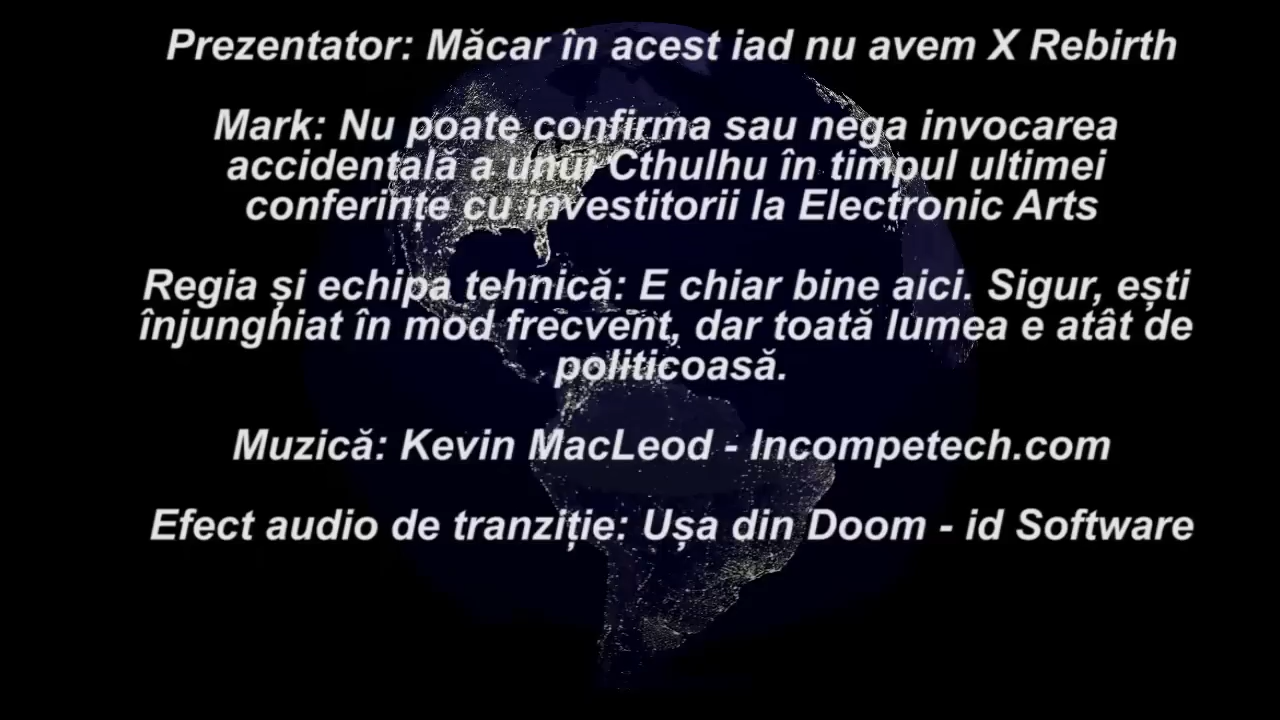 Prezentator: Măcar în acest iad nu avem X Rebirth
Mark: Nu poate confirma sau nega invocarea
accidentală a unui Cthulhu în timpul ultimei
conferințe cu investitorii la Electronic Arts
Regia și echipa tehnică: E chiar bine aici. Sigur, ești
înjunghiat în mod frecvent, dar toată lumea e atât de
politicoasă.
Muzică: Kevin MacLeod - Incompetech.com
Efect audio de tranziție: Ușa din Doom - id Software